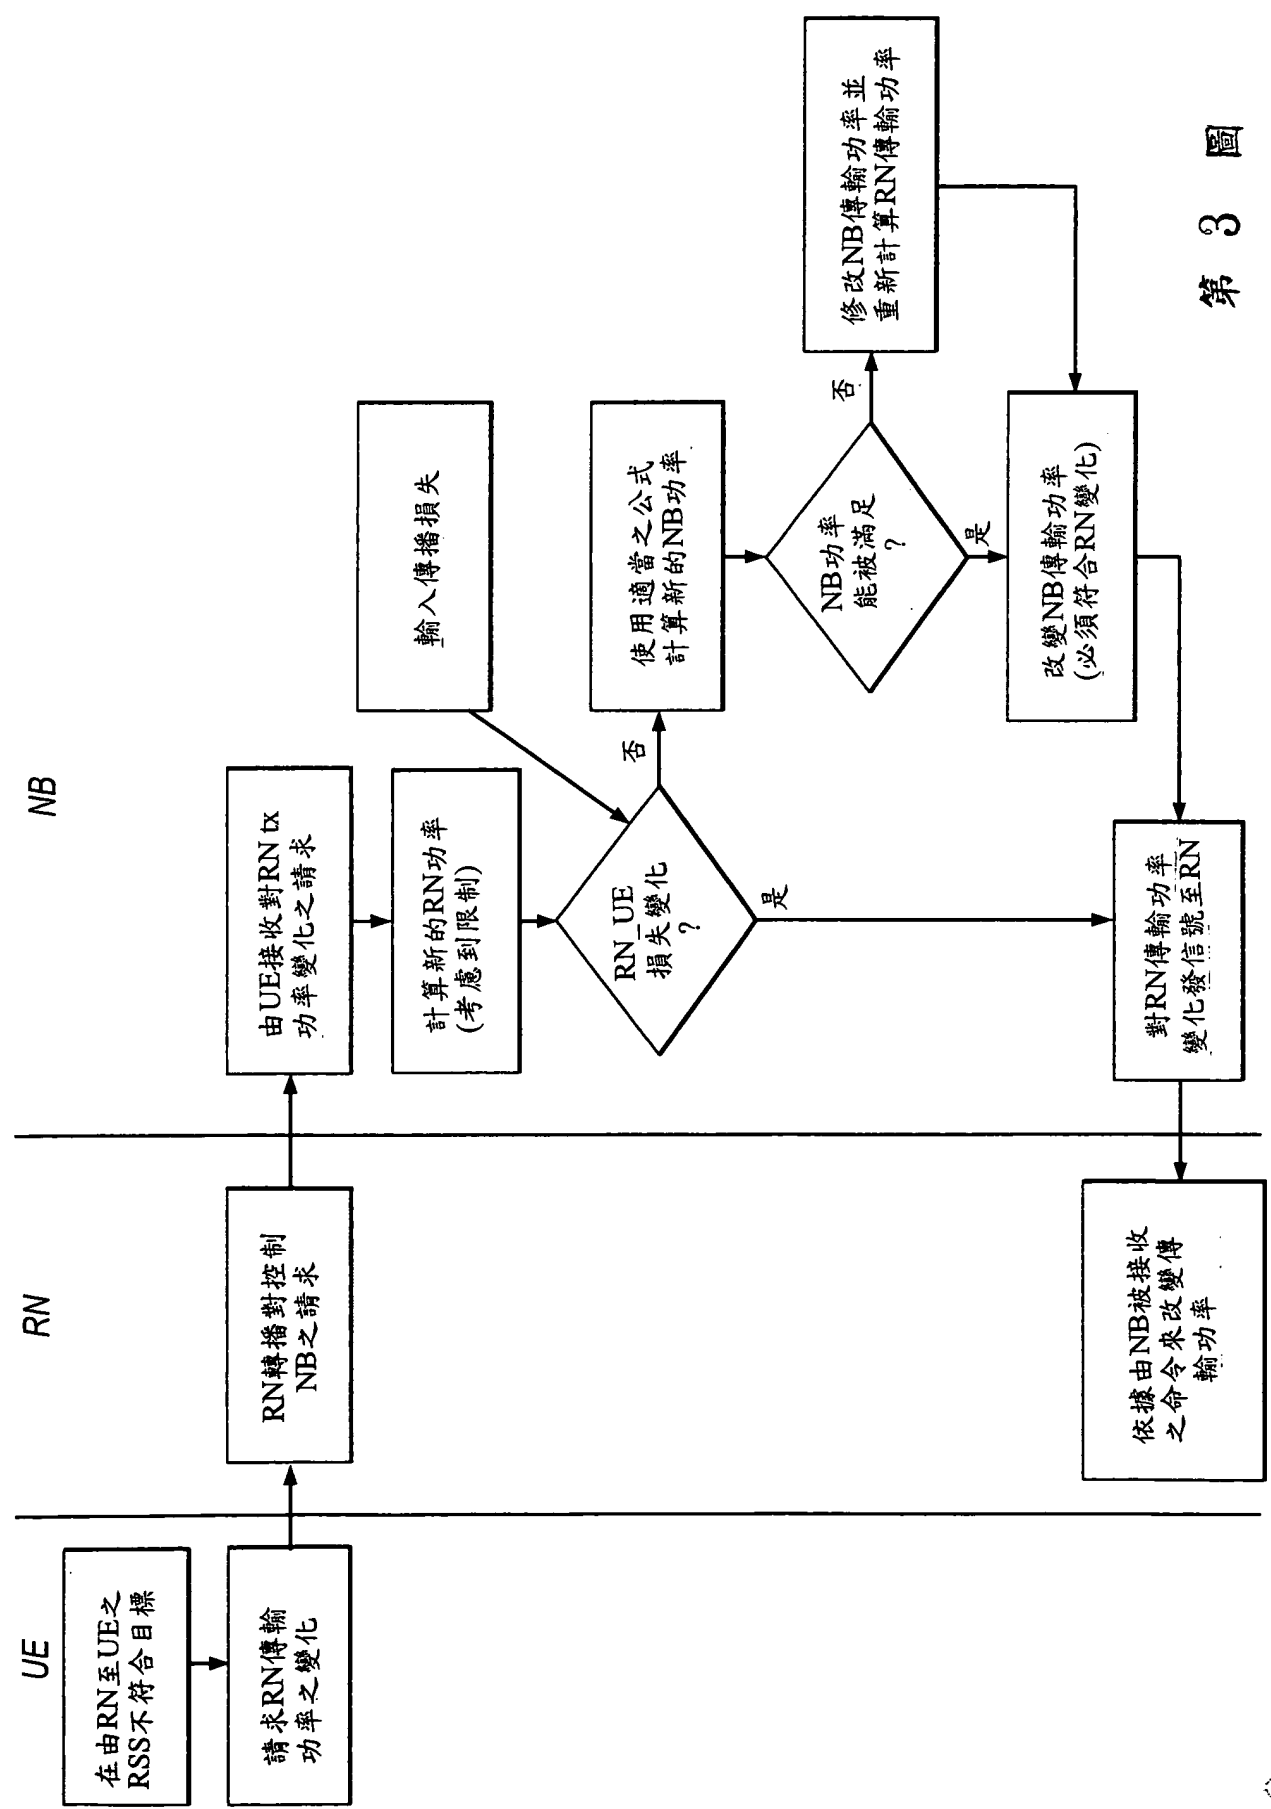 UE
RN
NB
在由RN至UE之
RSS不符合目標
請求RN傳輸
功率之變化
RN轉播對控制
NB之請求
由UE接收對RN tx
功率變化之請求
計算新的RN功率
(考慮到限制)
輸入傳播損失
RN_UE
損失變化
?
否
是
使用適當之公式
計算新的NB功率
NB功率
能被滿足
?
否
是
修改NB傳輸功率並
重新計算RN傳輸功率
改變NB傳輸功率
(必須符合RN變化)
對RN傳輸功率
變化發信號至RN
依據由NB被接收
之命令來改變傳
輸功率
第 3 圖